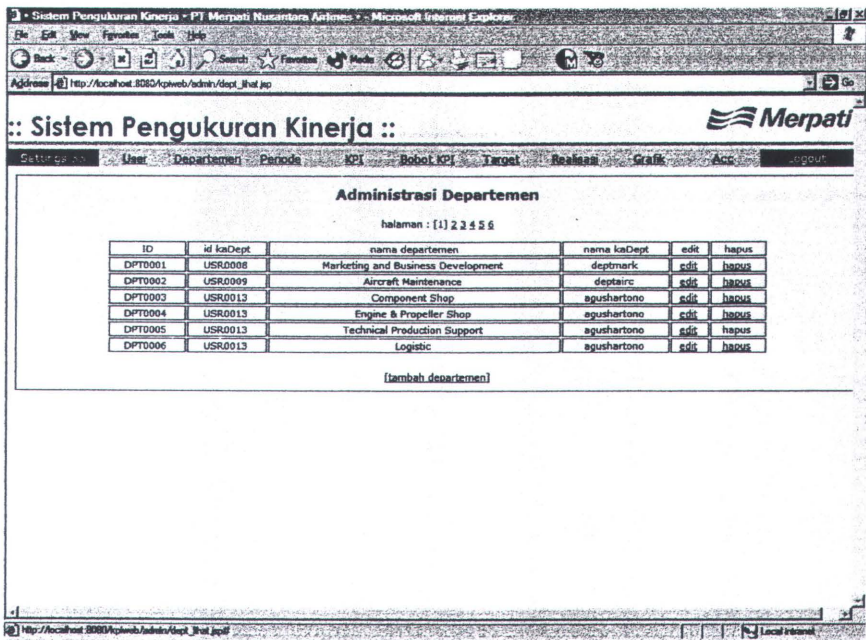 • Sistem Pengukuran Kinerja • PT Merpati Nusantara Airlines • - Microsoft Internet Explorer
File Edit View Favorites Tools Help
Back Search Favorites Media
Address http://localhost:8080/kpiweb/admin/dept_lihat.jsp Go
:: Sistem Pengukuran Kinerja :: Merpati
Settings >> User Departemen Periode KPI Bobot KPI Target Realisasi Grafik Acc Logout
Administrasi Departemen
halaman : [1] 2 3 4 5 6
ID id kaDept nama departemen nama kaDept edit hapus
DPT0001 USR0008 Marketing and Business Development deptmark edit hapus
DPT0002 USR0009 Aircraft Maintenance deptairc edit hapus
DPT0003 USR0013 Component Shop agushartono edit hapus
DPT0004 USR0013 Engine & Propeller Shop agushartono edit hapus
DPT0005 USR0013 Technical Production Support agushartono edit hapus
DPT0006 USR0013 Logistic agushartono edit hapus
[tambah departemen]
http://localhost:8080/kpiweb/admin/dept_lihat.jsp# Local intranet